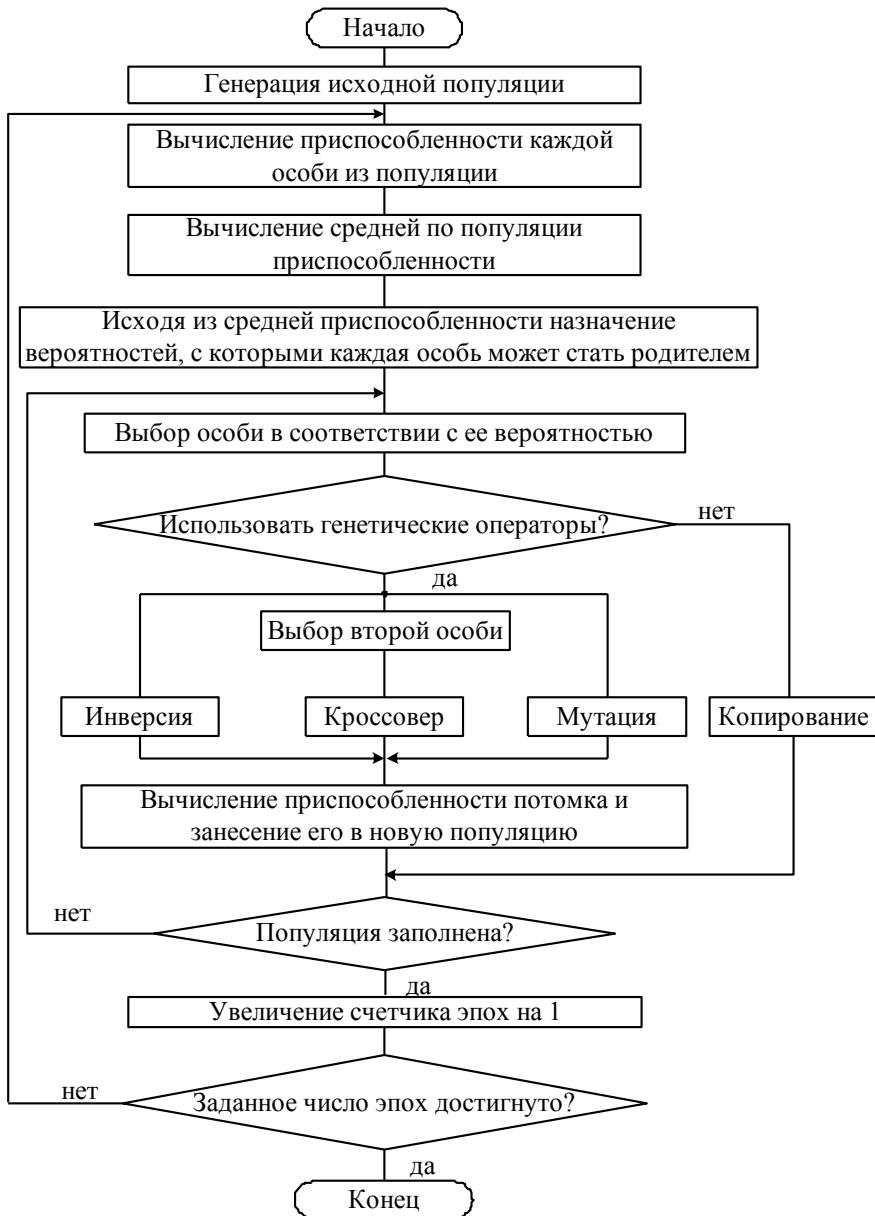 Начало
Генерация исходной популяции
Вычисление приспособленности каждой
особи из популяции
Вычисление средней по популяции
приспособленности
Исходя из средней приспособленности назначение
вероятностей, с которыми каждая особь может стать родителем
Выбор особи в соответствии с ее вероятностью
Использовать генетические операторы?
нет
да
Выбор второй особи
Инверсия
Кроссовер
Мутация
Копирование
Вычисление приспособленности потомка и
занесение его в новую популяцию
нет
Популяция заполнена?
да
Увеличение счетчика эпох на 1
нет
Заданное число эпох достигнуто?
да
Конец